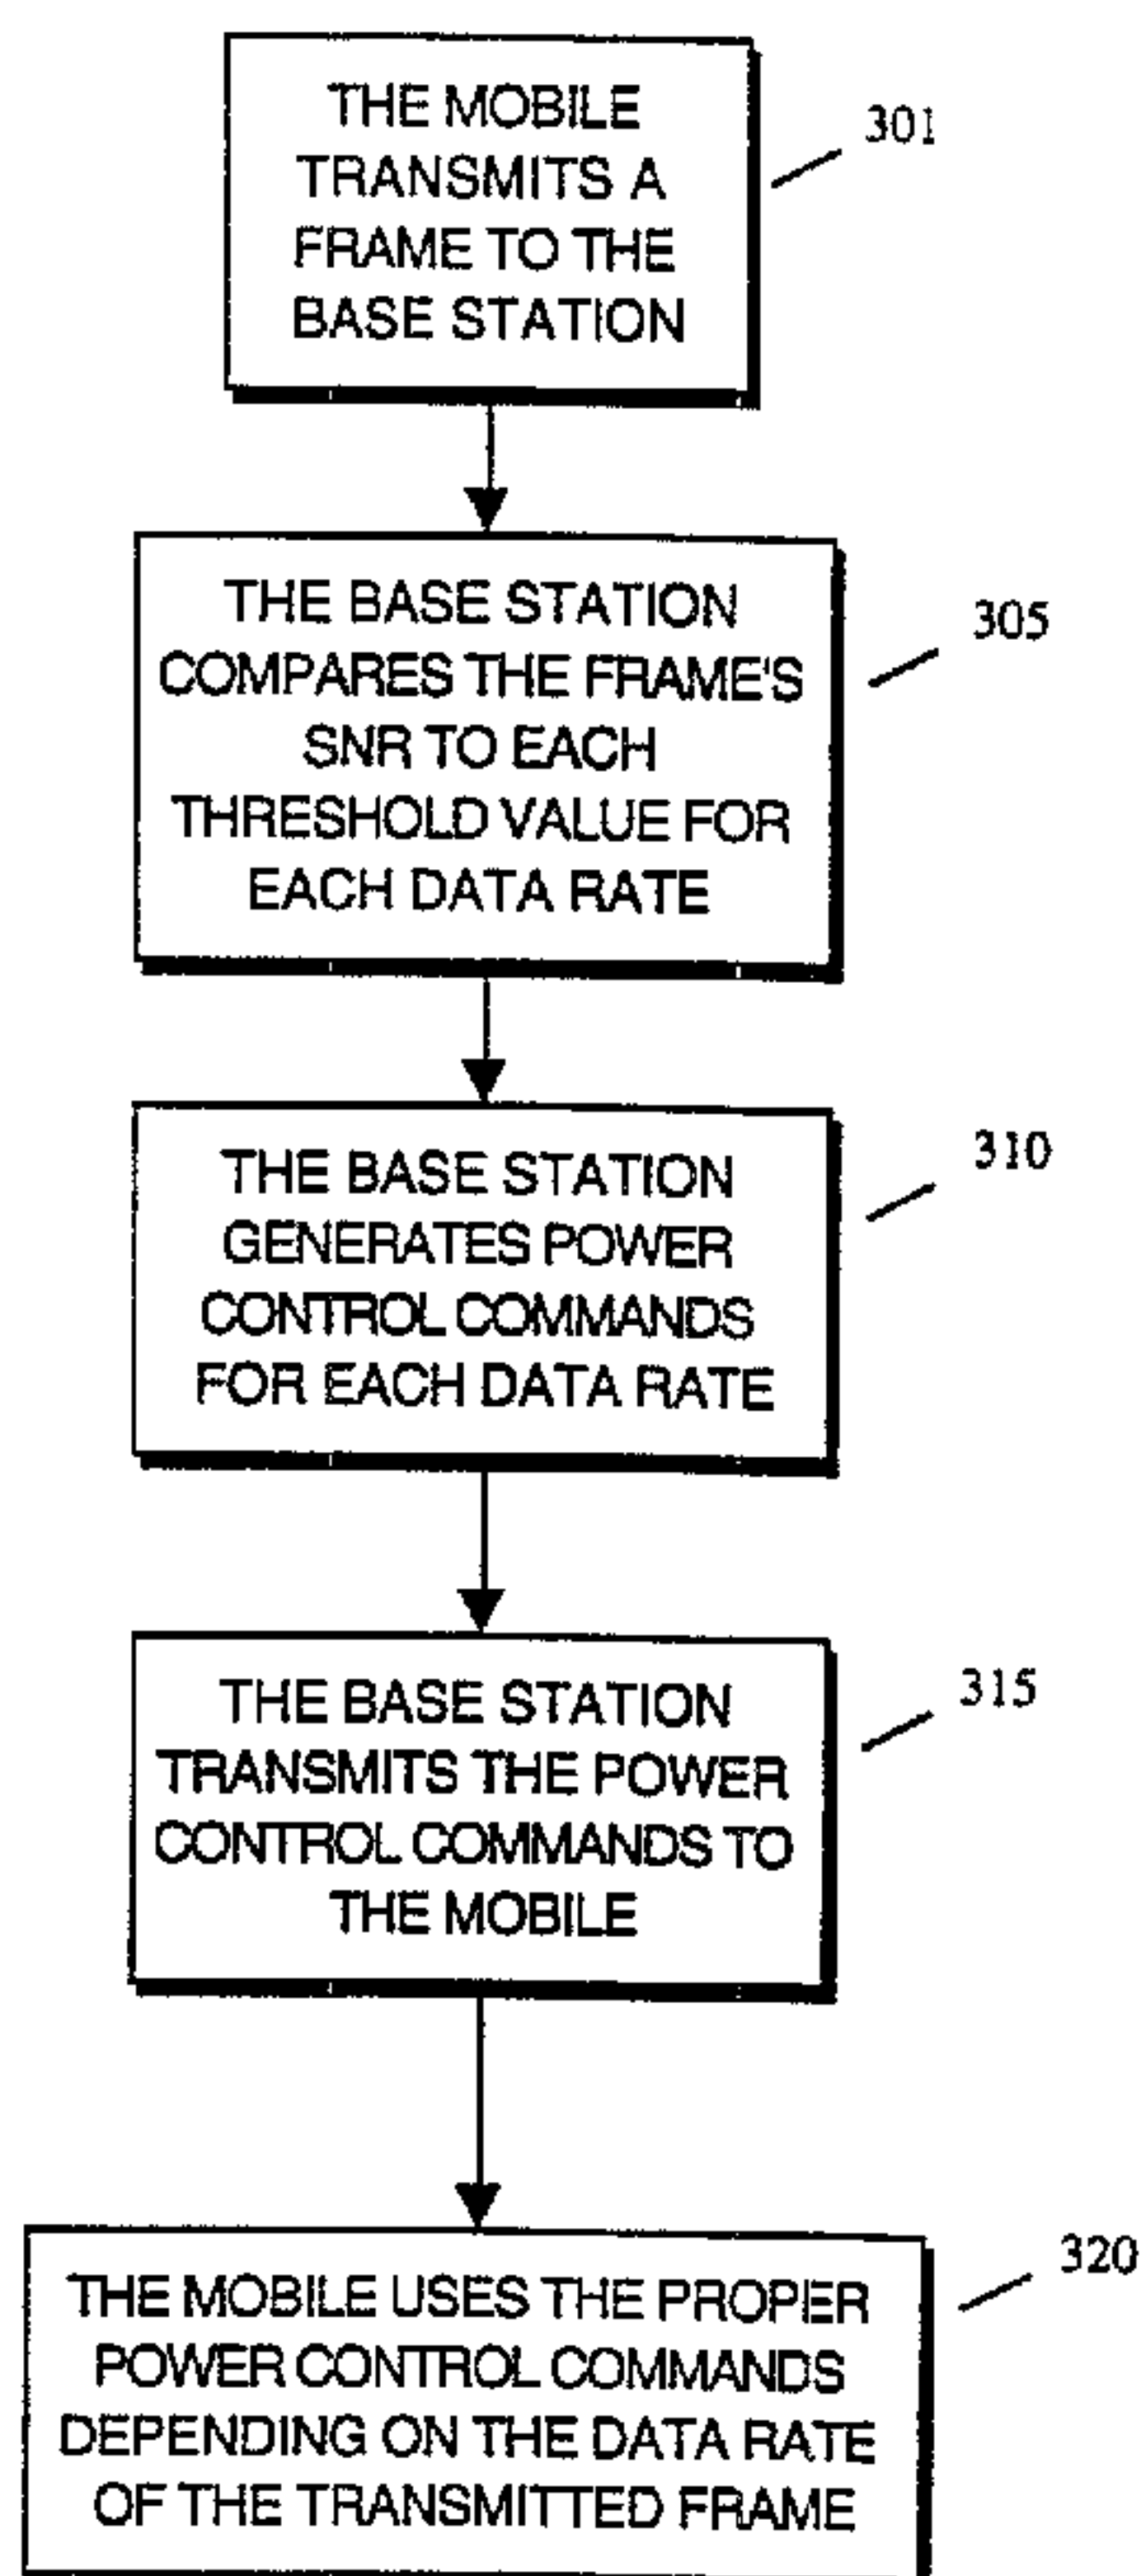 THE MOBILE
TRANSMITS A
FRAME TO THE
BASE STATION
301
THE BASE STATION
COMPARES THE FRAME'S
SNR TO EACH
THRESHOLD VALUE FOR
EACH DATA RATE
305
THE BASE STATION
GENERATES POWER
CONTROL COMMANDS
FOR EACH DATA RATE
310
THE BASE STATION
TRANSMITS THE POWER
CONTROL COMMANDS TO
THE MOBILE
315
THE MOBILE USES THE PROPER
POWER CONTROL COMMANDS
DEPENDING ON THE DATA RATE
OF THE TRANSMITTED FRAME
320